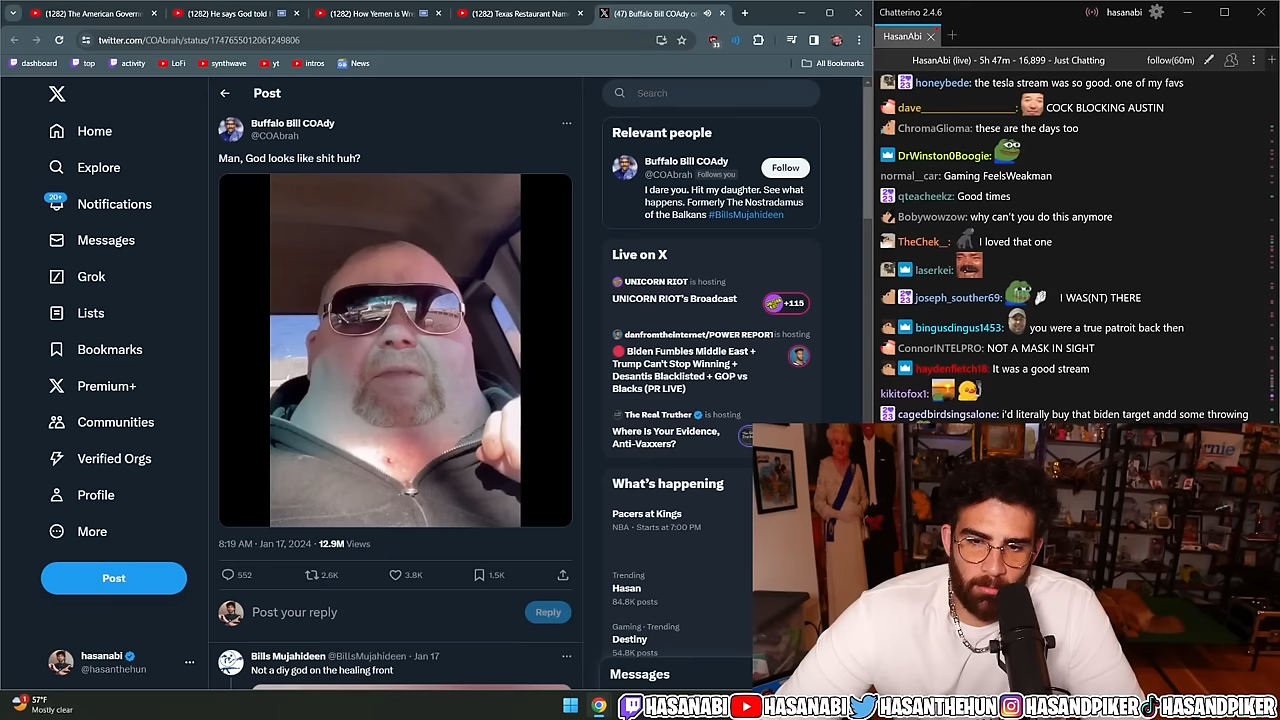 (1282) The American Governme
(1282) He says God told h
(1282) How Yemen is Wre
(1282) Texas Restaurant Nam
(47) Buffalo Bill COAdy o
twitter.com/COAbrah/status/1747655012061249806
33
dashboard
top
activity
LoFi
synthwave
yt
intros
News
All Bookmarks
Home
Explore
20+
Notifications
Messages
Grok
Lists
Bookmarks
Premium+
Communities
Verified Orgs
Profile
More
Post
hasanabi
@hasanthehun
Post
Buffalo Bill COAdy
@COAbrah
Man, God looks like shit huh?
8:19 AM · Jan 17, 2024 · 12.9M Views
552
2.6K
3.8K
1.5K
Post your reply
Reply
Bills Mujahideen @BillsMujahideen · Jan 17
Not a diy god on the healing front
Search
Relevant people
Buffalo Bill COAdy
@COAbrah Follows you
Follow
I dare you. Hit my daughter. See what
happens. Formerly The Nostradamus
of the Balkans #BillsMujahideen
Live on X
UNICORN RIOT is hosting
UNICORN RIOT's Broadcast
+115
danfromtheInternet/POWER REPORT is hosting
Biden Fumbles Middle East +
Trump Can't Stop Winning +
Desantis Blacklisted + GOP vs
Blacks (PR LIVE)
The Real Truther is hosting
Where Is Your Evidence,
Anti-Vaxxers?
What's happening
Pacers at Kings
NBA · Starts at 7:00 PM
Trending
Hasan
84.8K posts
Gaming · Trending
Destiny
54.8K posts
Messages
Chatterino 2.4.6
hasanabi
HasanAbi
HasanAbi (live) - 5h 47m - 16,899 - Just Chatting
follow(60m)
honeybede: the tesla stream was so good. one of my favs
dave____________: COCK BLOCKING AUSTIN
ChromaGlioma: these are the days too
DrWinston0Boogie:
normal__car: Gaming FeelsWeakman
qteacheekz: Good times
Bobywowzow: why can't you do this anymore
TheChek_: I loved that one
laserkei:
joseph_souther69: I WAS(NT) THERE
bingusdingus1453: you were a true patroit back then
ConnorINTELPRO: NOT A MASK IN SIGHT
haydenfletch18: It was a good stream
kikitofox1:
cagedbirdsingsalone: i'd literally buy that biden target andd some throwing
ernie
57°F
Mostly clear
HASANABI HASANABI HASANTHEHUN HASANDPIKER HASANDPIKER